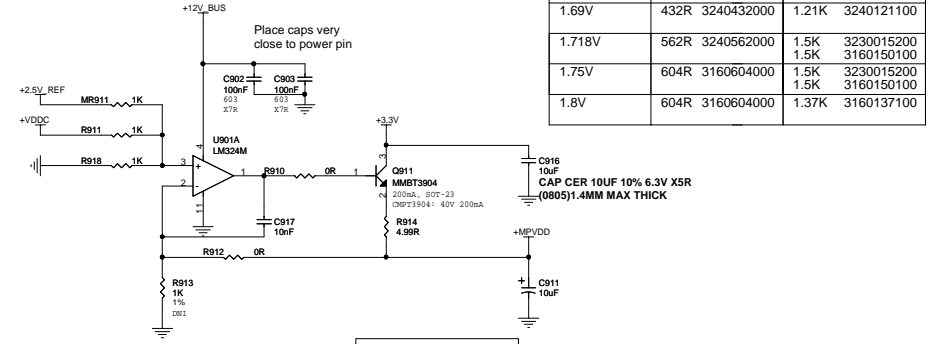 +12V_BUS
Place caps very
close to power pin
C902
100nF
603
X7R
C903
100nF
603
X7R
+2.5V_REF
MR911 1K
+VDDC
R911 1K
R918 1K
U901A
LM324M
4
3
+
2
-
1
11
C917
10nF
R910 0R
+3.3V
3
1
2
Q911
MMBT3904
200mA, SOT-23
CMPT3904: 40V 200mA
R914
4.99R
C916
10uF
CAP CER 10UF 10% 6.3V X5R
(0805)1.4MM MAX THICK
+MPVDD
R912 0R
R913
1K
1%
DNI
+
C911
10uF
1.69V 432R 3240432000 1.21K 3240121100
1.718V 562R 3240562000 1.5K 3230015200
1.5K 3160150100
1.75V 604R 3160604000 1.5K 3230015200
1.5K 3160150100
1.8V 604R 3160604000 1.37K 3160137100